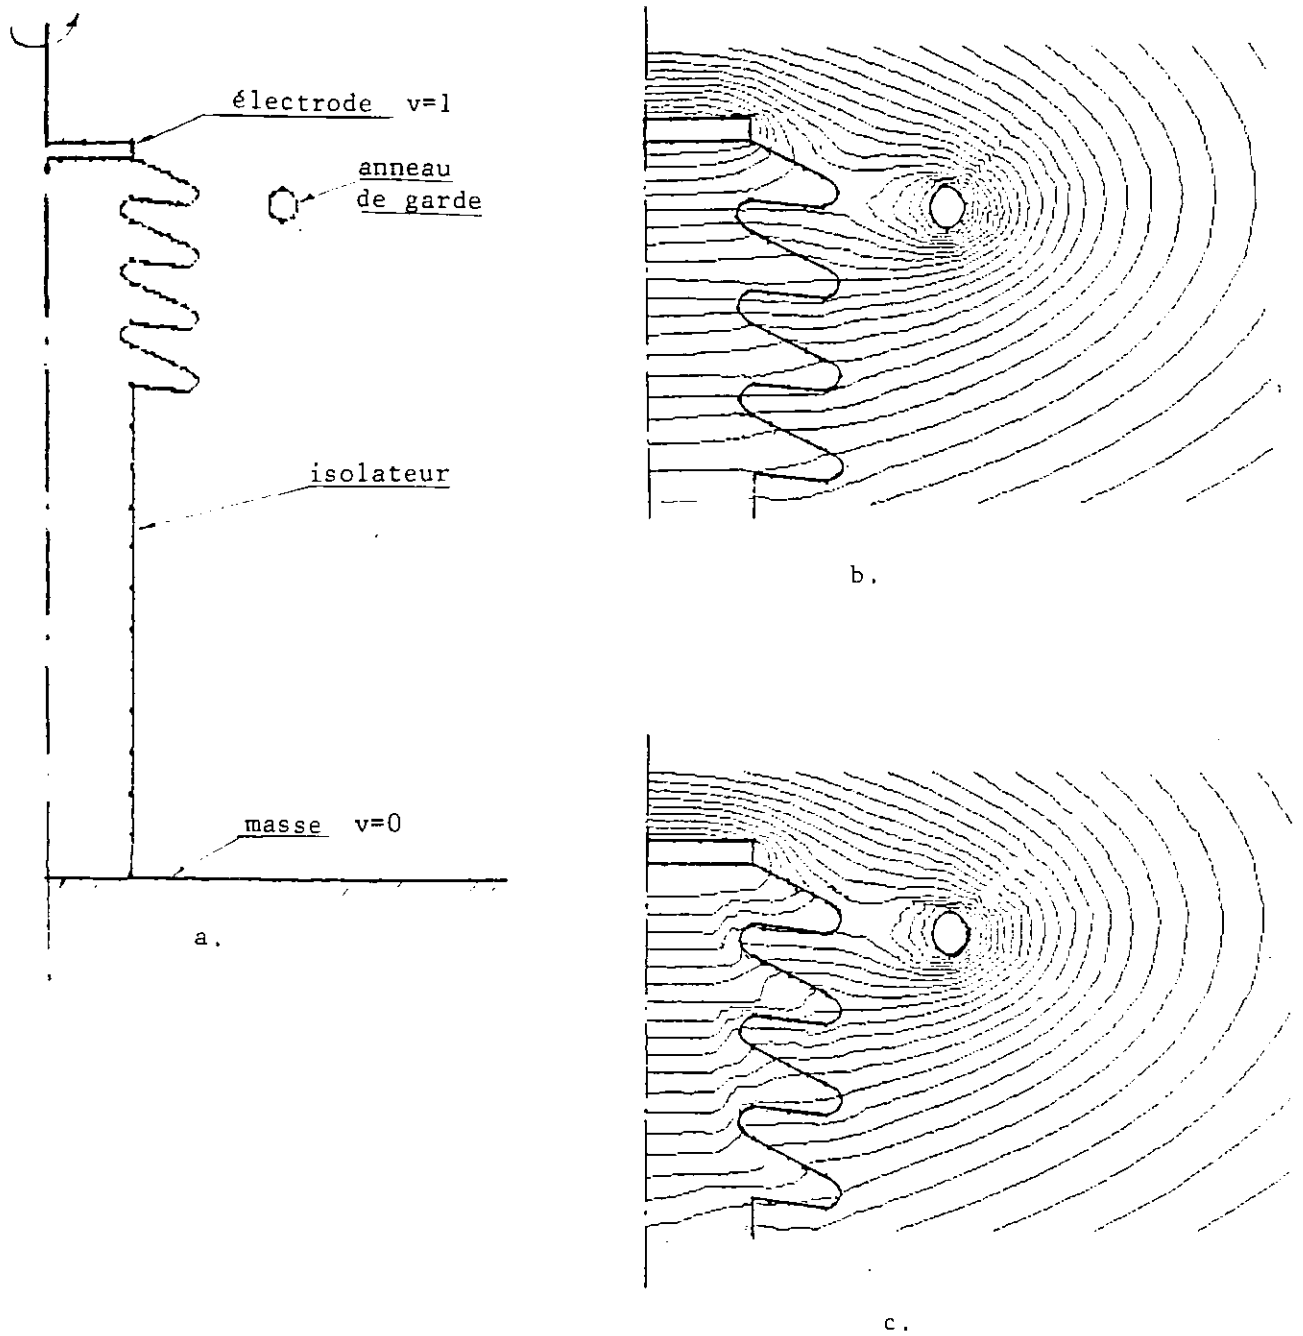 électrode v=1
anneau
de garde
isolateur
masse v=0
a.
b.
c.